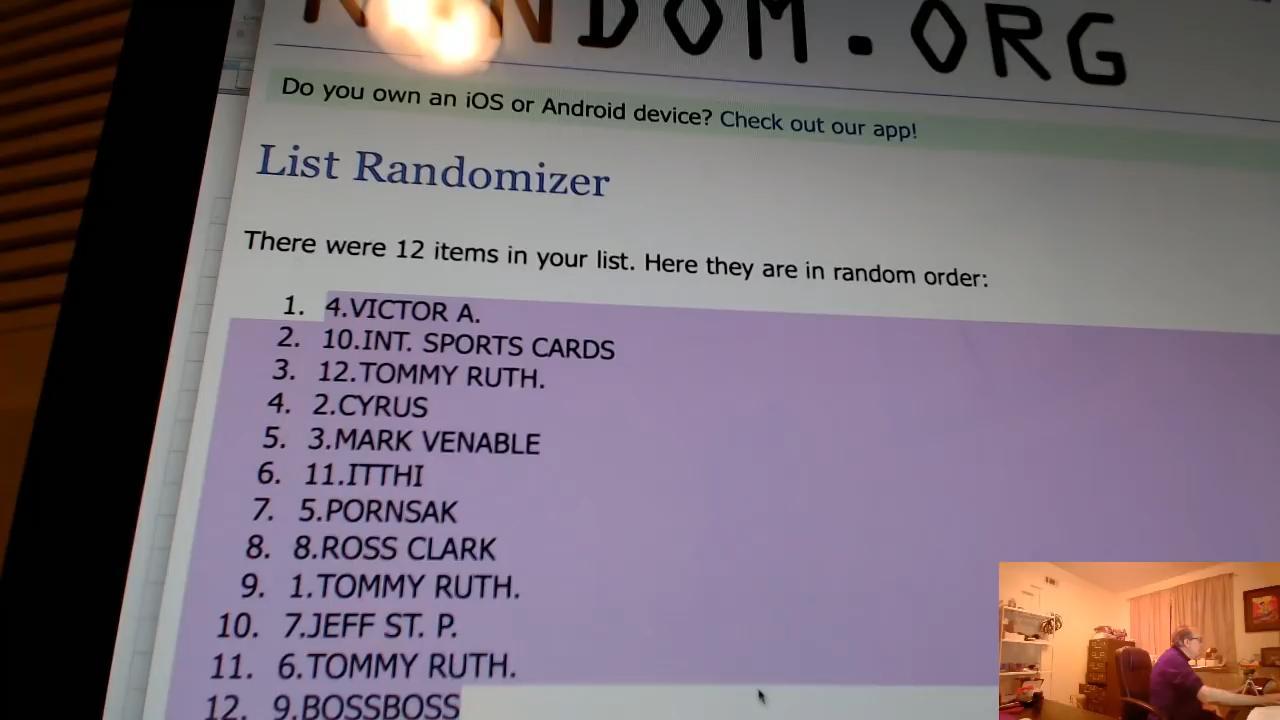 RANDOM.ORG
Do you own an iOS or Android device? Check out our app!
List Randomizer
There were 12 items in your list. Here they are in random order:
1. 4.VICTOR A.
2. 10.INT. SPORTS CARDS
3. 12.TOMMY RUTH.
4. 2.CYRUS
5. 3.MARK VENABLE
6. 11.ITTHI
7. 5.PORNSAK
8. 8.ROSS CLARK
9. 1.TOMMY RUTH.
10. 7.JEFF ST. P.
11. 6.TOMMY RUTH.
12. 9.BOSSBOSS